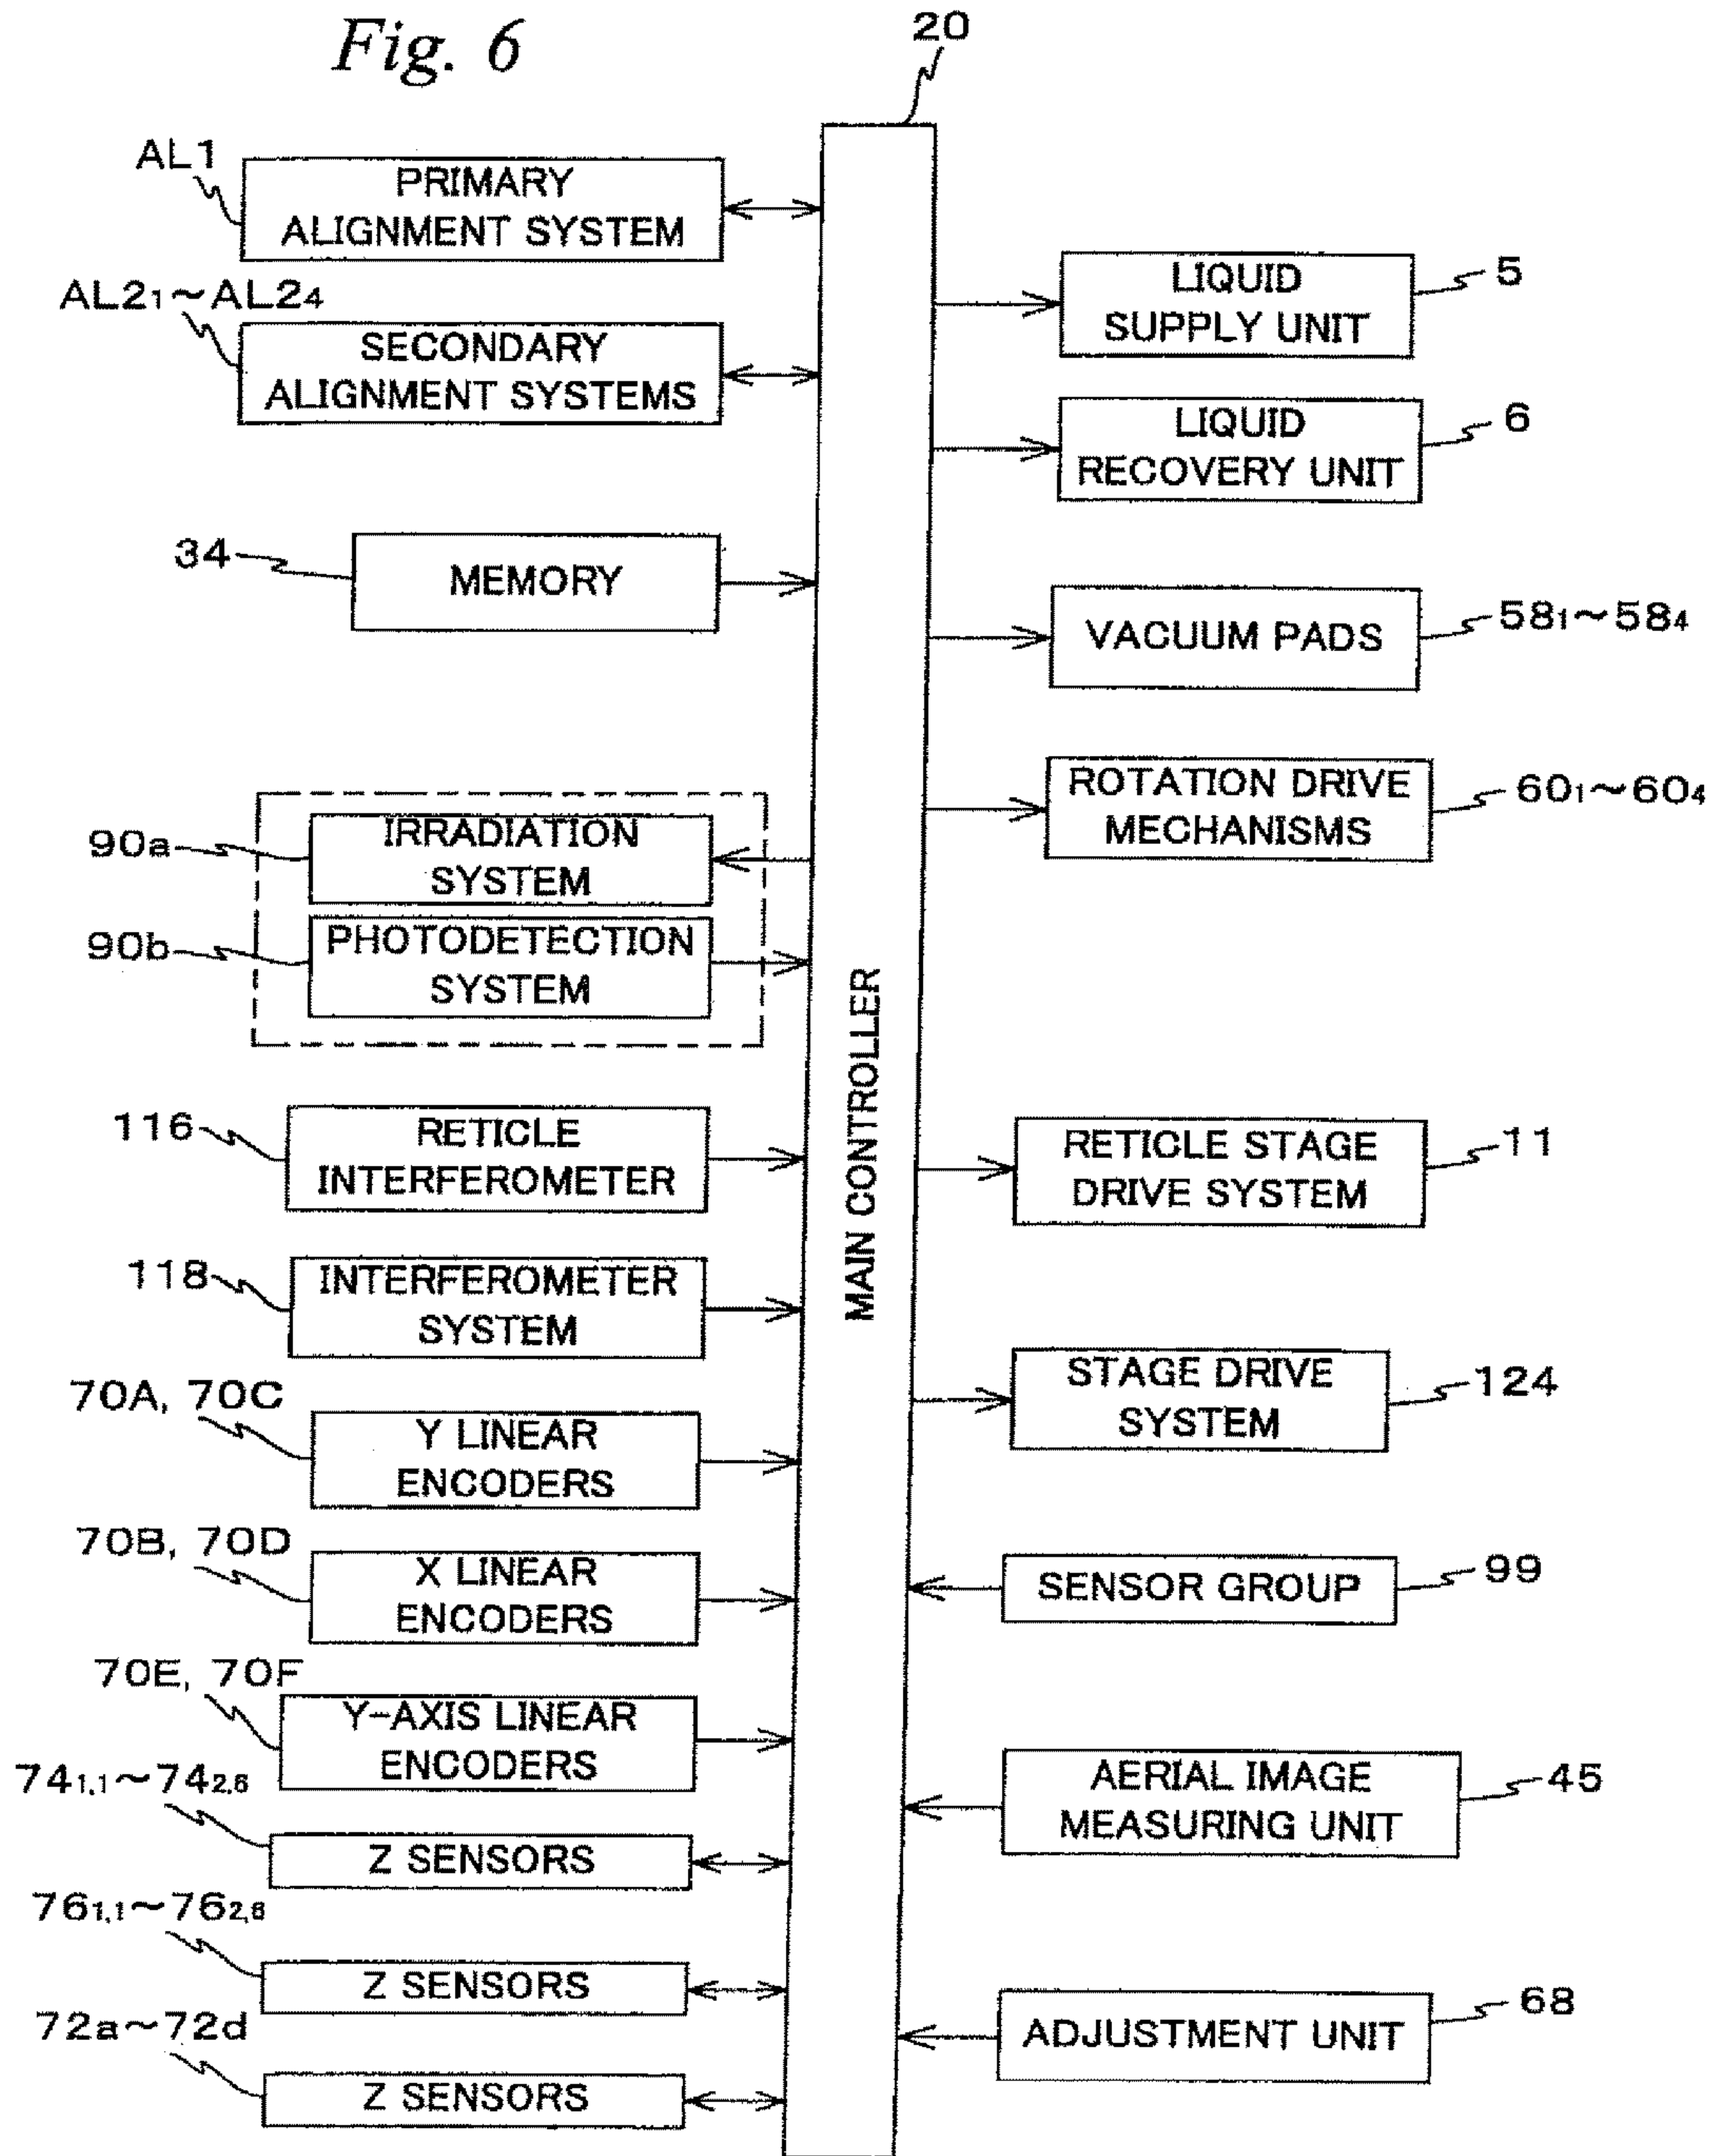 Fig. 6
20
AL1
PRIMARY
ALIGNMENT SYSTEM
AL2₁~AL2₄
SECONDARY
ALIGNMENT SYSTEMS
34
MEMORY
90a
IRRADIATION
SYSTEM
90b
PHOTODETECTION
SYSTEM
116
RETICLE
INTERFEROMETER
118
INTERFEROMETER
SYSTEM
70A, 70C
Y LINEAR
ENCODERS
70B, 70D
X LINEAR
ENCODERS
70E, 70F
Y-AXIS LINEAR
ENCODERS
74₁,₁~74₂,₆
Z SENSORS
76₁,₁~76₂,₆
Z SENSORS
72a~72d
Z SENSORS
MAIN CONTROLLER
LIQUID
SUPPLY UNIT
5
LIQUID
RECOVERY UNIT
6
VACUUM PADS
58₁~58₄
ROTATION DRIVE
MECHANISMS
60₁~60₄
RETICLE STAGE
DRIVE SYSTEM
11
STAGE DRIVE
SYSTEM
124
SENSOR GROUP
99
AERIAL IMAGE
MEASURING UNIT
45
ADJUSTMENT UNIT
68